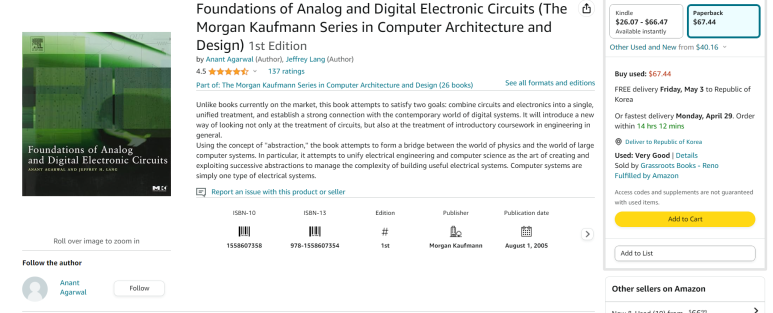 Foundations of Analog and Digital Electronic Circuits (The
Morgan Kaufmann Series in Computer Architecture and
Design) 1st Edition
by Anant Agarwal (Author), Jeffrey Lang (Author)
4.5
137 ratings
Part of: The Morgan Kaufmann Series in Computer Architecture and Design (26 books)
See all formats and editions
Unlike books currently on the market, this book attempts to satisfy two goals: combine circuits and electronics into a single,
unified treatment, and establish a strong connection with the contemporary world of digital systems. It will introduce a new
way of looking not only at the treatment of circuits, but also at the treatment of introductory coursework in engineering in
general.
Using the concept of "abstraction," the book attempts to form a bridge between the world of physics and the world of large
computer systems. In particular, it attempts to unify electrical engineering and computer science as the art of creating and
exploiting successive abstractions to manage the complexity of building useful electrical systems. Computer systems are
simply one type of electrical systems.
Report an issue with this product or seller
ISBN-10
1558607358
ISBN-13
978-1558607354
Edition
#
1st
Publisher
Morgan Kaufmann
Publication date
August 1, 2005
Foundations of Analog
and Digital Electronic Circuits
ANANT AGARWAL AND JEFFREY H. LANG
Roll over image to zoom in
Follow the author
Anant
Agarwal
Follow
Kindle
$26.07 - $66.47
Available instantly
Paperback
$67.44
Other Used and New from $40.16
Buy used: $67.44
FREE delivery Friday, May 3 to Republic of
Korea
Or fastest delivery Monday, April 29. Order
within 14 hrs 12 mins
Deliver to Republic of Korea
Used: Very Good | Details
Sold by Grassroots Books - Reno
Fulfilled by Amazon
Access codes and supplements are not guaranteed
with used items.
Add to Cart
Add to List
Other sellers on Amazon